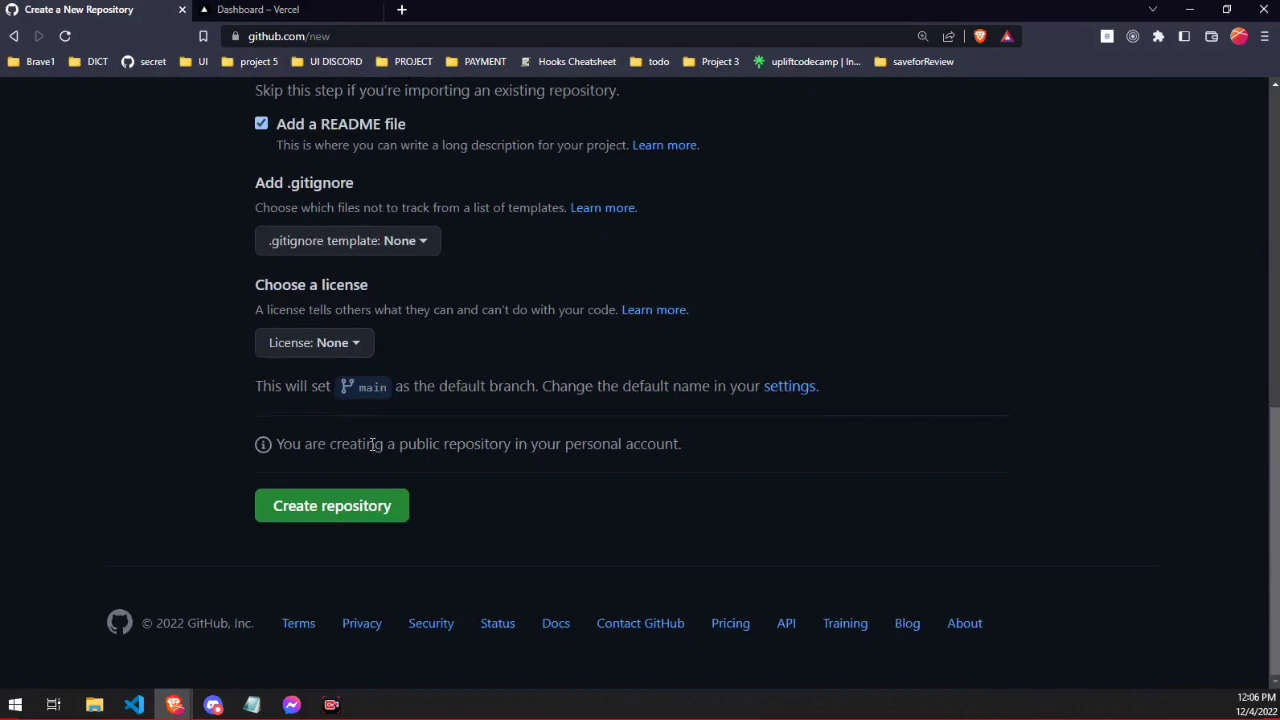 Create a New Repository
Dashboard – Vercel
github.com/new
Brave1
DICT
secret
UI
project 5
UI DISCORD
PROJECT
PAYMENT
Hooks Cheatsheet
todo
Project 3
upliftcodecamp | In...
saveforReview
Skip this step if you're importing an existing repository.
Add a README file
This is where you can write a long description for your project. Learn more.
Add .gitignore
Choose which files not to track from a list of templates. Learn more.
.gitignore template: None
Choose a license
A license tells others what they can and can't do with your code. Learn more.
License: None
This will set main as the default branch. Change the default name in your settings.
You are creating a public repository in your personal account.
Create repository
© 2022 GitHub, Inc.
Terms
Privacy
Security
Status
Docs
Contact GitHub
Pricing
API
Training
Blog
About
12:06 PM
12/4/2022